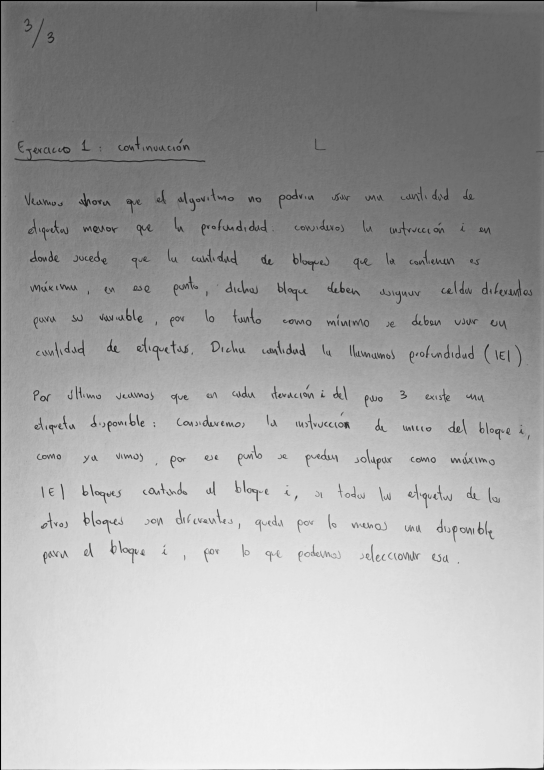 3/3
Ejercicio 1: continuación
Veamos ahora que el algoritmo no podria usar una cantidad de
etiquetas menor que la profundidad. consideros la instrucción i en
donde sucede que la cantidad de bloques que la contienen es
máxima, en ese punto, dichos bloque deben asignar celdas diferentes
para su variable, por lo tanto como mínimo se deben usar esa
cantidad de etiquetas. Dicha cantidad la llamamos profundidad (|E|).
Por último veamos que en cada iteración i del paso 3 existe una
etiqueta disponible: Consideremos la instrucción de inicio del bloque i,
como ya vimos, por ese punto se pueden solapar como máximo
|E| bloques contando al bloque i, si todas las etiquetas de los
otros bloques son diferentes, queda por lo menos una disponible
para el bloque i, por lo que podemos seleccionar esa.